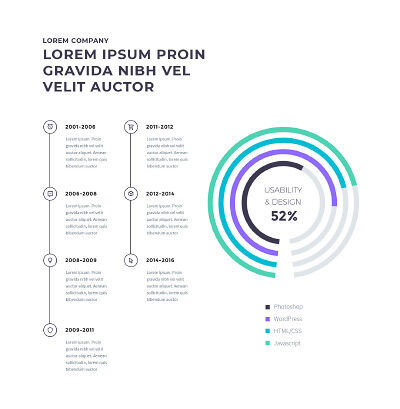 LOREM COMPANY
LOREM IPSUM PROIN
GRAVIDA NIBH VEL
VELIT AUCTOR
2001-2006
Lorem ipsum. Proin
gravida nibh vel velit
auctor aliquet. Aenean
sollicitudin, lorem quis
bibendum auctor
2006-2008
Lorem ipsum. Proin
gravida nibh vel velit
auctor aliquet. Aenean
sollicitudin, lorem quis
bibendum auctor
2008-2009
Lorem ipsum. Proin
gravida nibh vel velit
auctor aliquet. Aenean
sollicitudin, lorem quis
bibendum auctor
2009-2011
Lorem ipsum. Proin
gravida nibh vel velit
auctor aliquet. Aenean
sollicitudin, lorem quis
bibendum auctor
2011-2012
Lorem ipsum. Proin
gravida nibh vel velit
auctor aliquet. Aenean
sollicitudin, lorem quis
bibendum auctor
2012-2014
Lorem ipsum. Proin
gravida nibh vel velit
auctor aliquet. Aenean
sollicitudin, lorem quis
bibendum auctor
2014-2016
Lorem ipsum. Proin
gravida nibh vel velit
auctor aliquet. Aenean
sollicitudin, lorem quis
bibendum auctor
USABILITY
& DESIGN
52%
Photoshop
WordPress
HTML/CSS
Javascript